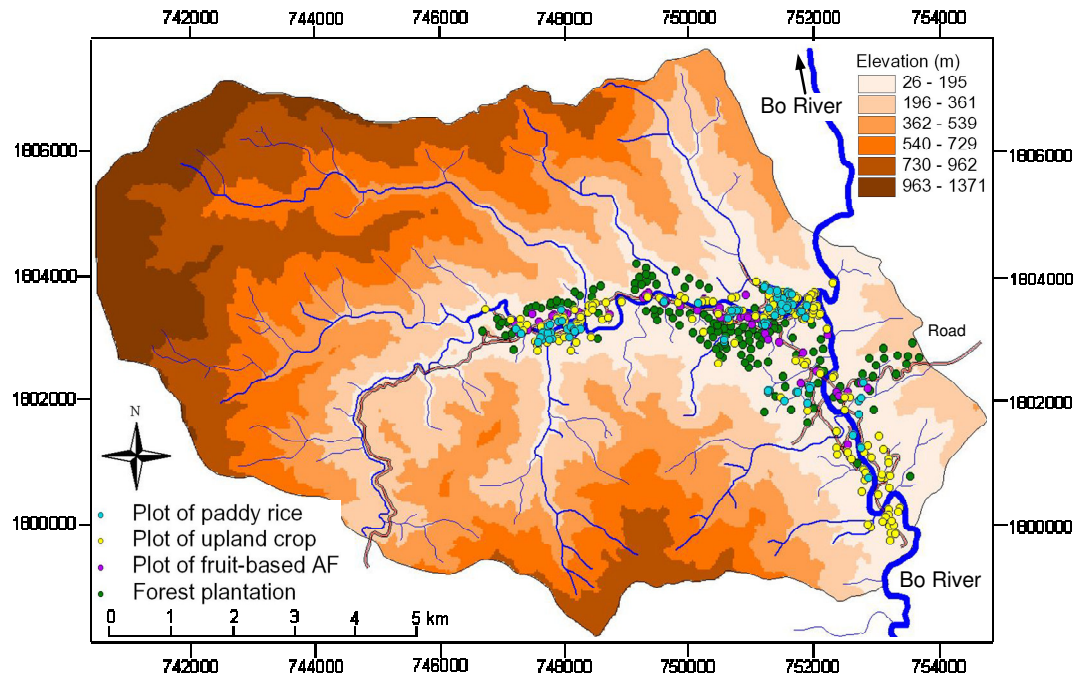 742000 744000 746000 748000 750000 752000 754000
Elevation (m)
26 - 195
196 - 361
362 - 539
540 - 729
730 - 962
963 - 1371
Bo River
1806000 1806000
1804000 1804000
Road
1802000 1802000
N
1800000 1800000
Plot of paddy rice
Plot of upland crop
Plot of fruit-based AF
Forest plantation
Bo River
0 1 2 3 4 5 km
742000 744000 746000 748000 750000 752000 754000